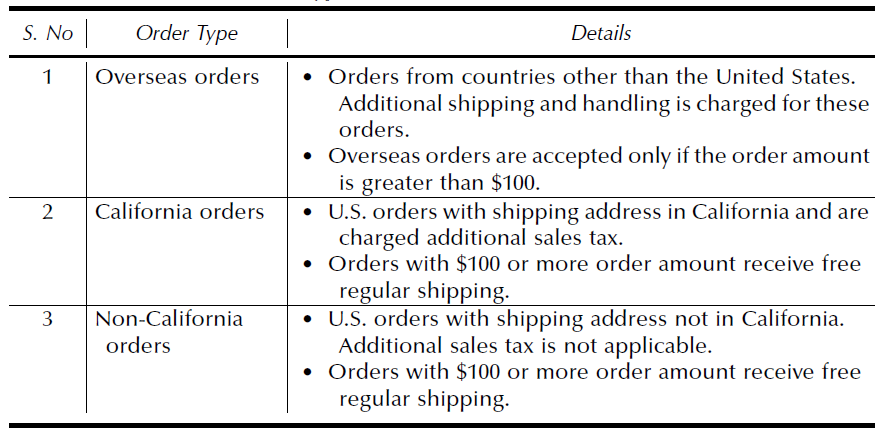 S. No Order Type Details
1 Overseas orders • Orders from countries other than the United States.
Additional shipping and handling is charged for these
orders.
• Overseas orders are accepted only if the order amount
is greater than $100.
2 California orders • U.S. orders with shipping address in California and are
charged additional sales tax.
• Orders with $100 or more order amount receive free
regular shipping.
3 Non-California • U.S. orders with shipping address not in California.
orders Additional sales tax is not applicable.
• Orders with $100 or more order amount receive free
regular shipping.